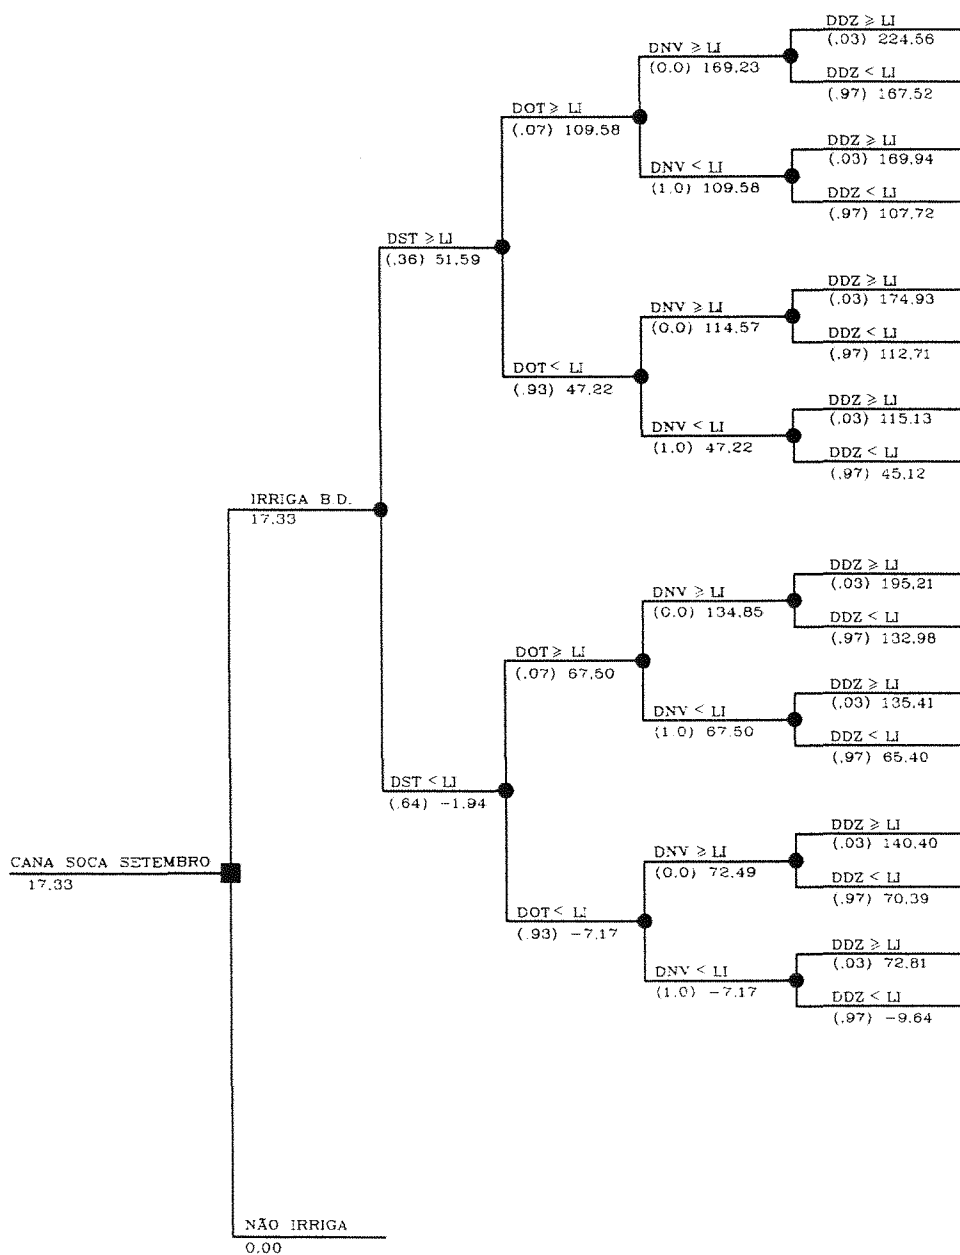 DDZ ⩾ LI
(.03) 224,56
DNV ⩾ LI
(0.0) 169,23
DDZ < LI
(.97) 167,52
DOT ⩾ LI
(.07) 109,58
DDZ ⩾ LI
(.03) 169,94
DNV < LI
(1.0) 109,58
DDZ < LI
(.97) 107,72
DST ⩾ LI
(.36) 51,59
DDZ ⩾ LI
(.03) 174,93
DNV ⩾ LI
(0.0) 114,57
DDZ < LI
(.97) 112,71
DOT < LI
(.93) 47,22
DDZ ⩾ LI
(.03) 115,13
DNV < LI
(1.0) 47,22
DDZ < LI
(.97) 45,12
IRRIGA B.D.
17,33
DDZ ⩾ LI
(.03) 195,21
DNV ⩾ LI
(0.0) 134,85
DDZ < LI
(.97) 132,98
DOT ⩾ LI
(.07) 67,50
DDZ ⩾ LI
(.03) 135,41
DNV < LI
(1.0) 67,50
DDZ < LI
(.97) 65,40
DST < LI
(.64) -1,94
DDZ ⩾ LI
(.03) 140,40
DNV ⩾ LI
(0.0) 72,49
DDZ < LI
(.97) 70,39
CANA SOCA SETEMBRO
17,33
DOT < LI
(.93) -7,17
DDZ ⩾ LI
(.03) 72,81
DNV < LI
(1.0) -7,17
DDZ < LI
(.97) -9,64
NÃO IRRIGA
0,00